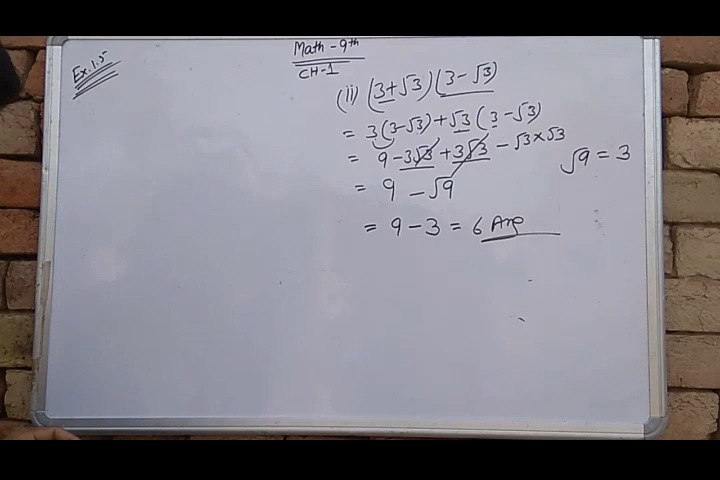 Ex. 1.5
Math - 9th
CH-1
(ii) (3+√3)(3-√3)
= 3(3-√3)+√3(3-√3)
= 9-3√3+3√3-√3×√3
= 9-√9
√9=3
= 9-3=6 Ans